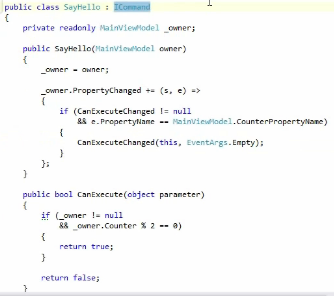 public class SayHello : ICommand
{
private readonly MainViewModel _owner;
public SayHello(MainViewModel owner)
{
_owner = owner;
_owner.PropertyChanged += (s, e) =>
{
if (CanExecuteChanged != null
&& e.PropertyName == MainViewModel.CounterPropertyName)
{
CanExecuteChanged(this, EventArgs.Empty);
}
};
}
public bool CanExecute(object parameter)
{
if (_owner != null
&& _owner.Counter % 2 == 0)
{
return true;
}
return false;
}